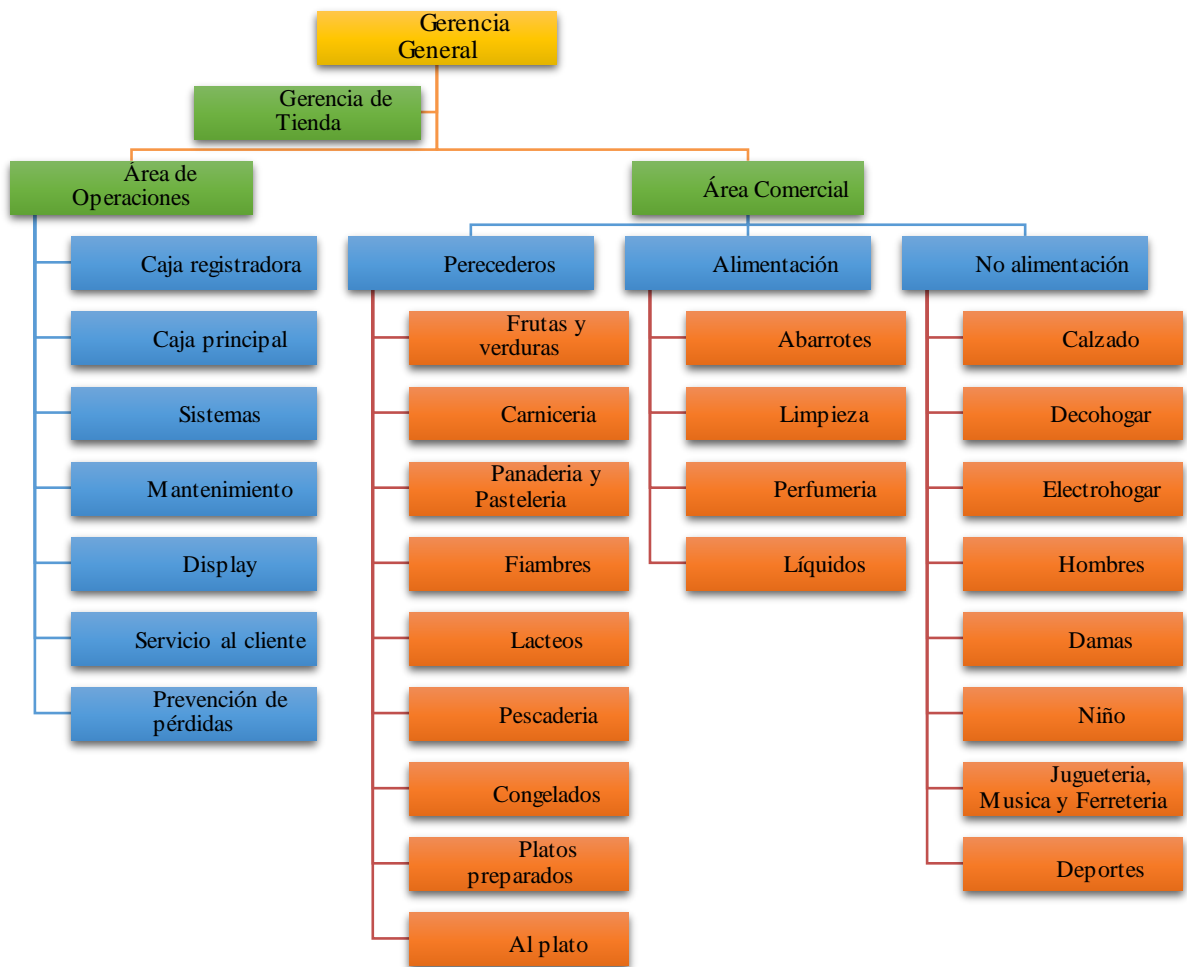 Gerencia
General
Gerencia de
Tienda
Área de
Operaciones
Área Comercial
Caja registradora
Caja principal
Sistemas
Mantenimiento
Display
Servicio al cliente
Prevención de
pérdidas
Perecederos
Frutas y
verduras
Carniceria
Panaderia y
Pasteleria
Fiambres
Lacteos
Pescaderia
Congelados
Platos
preparados
Al plato
Alimentación
Abarrotes
Limpieza
Perfumeria
Líquidos
No alimentación
Calzado
Decohogar
Electrohogar
Hombres
Damas
Niño
Jugueteria,
Musica y Ferreteria
Deportes